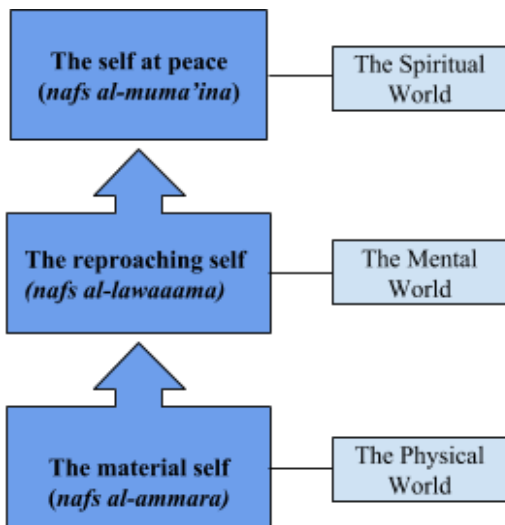 The self at peace
(nafs al-muma’ina)
The Spiritual
World
The reproaching self
(nafs al-lawaaama)
The Mental
World
The material self
(nafs al-ammara)
The Physical
World